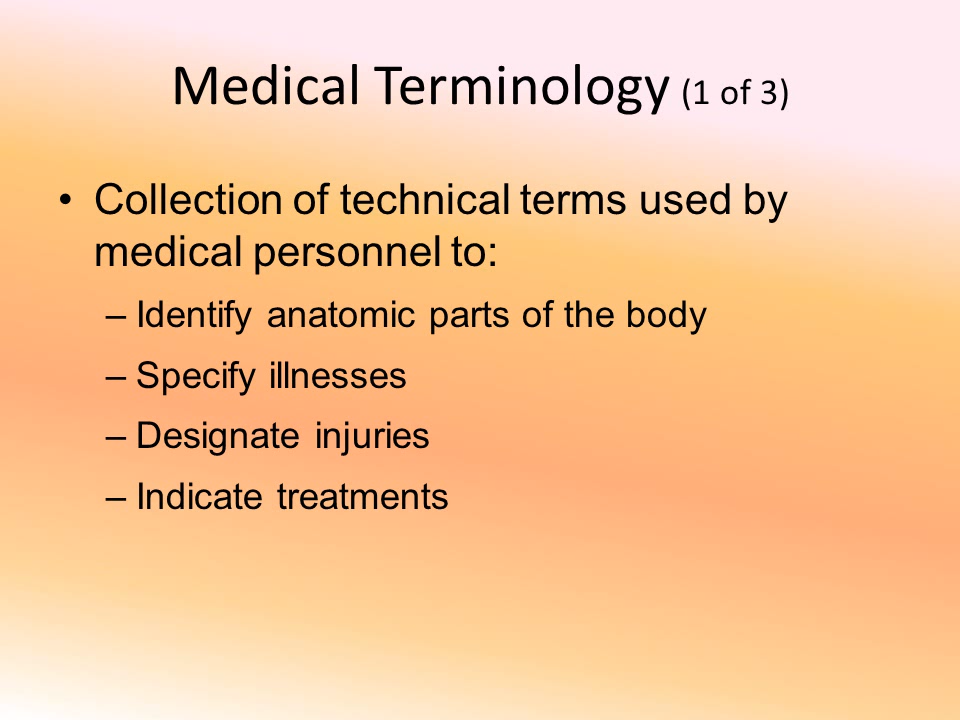 Medical Terminology (1 of 3)
• Collection of technical terms used by
medical personnel to:
– Identify anatomic parts of the body
– Specify illnesses
– Designate injuries
– Indicate treatments